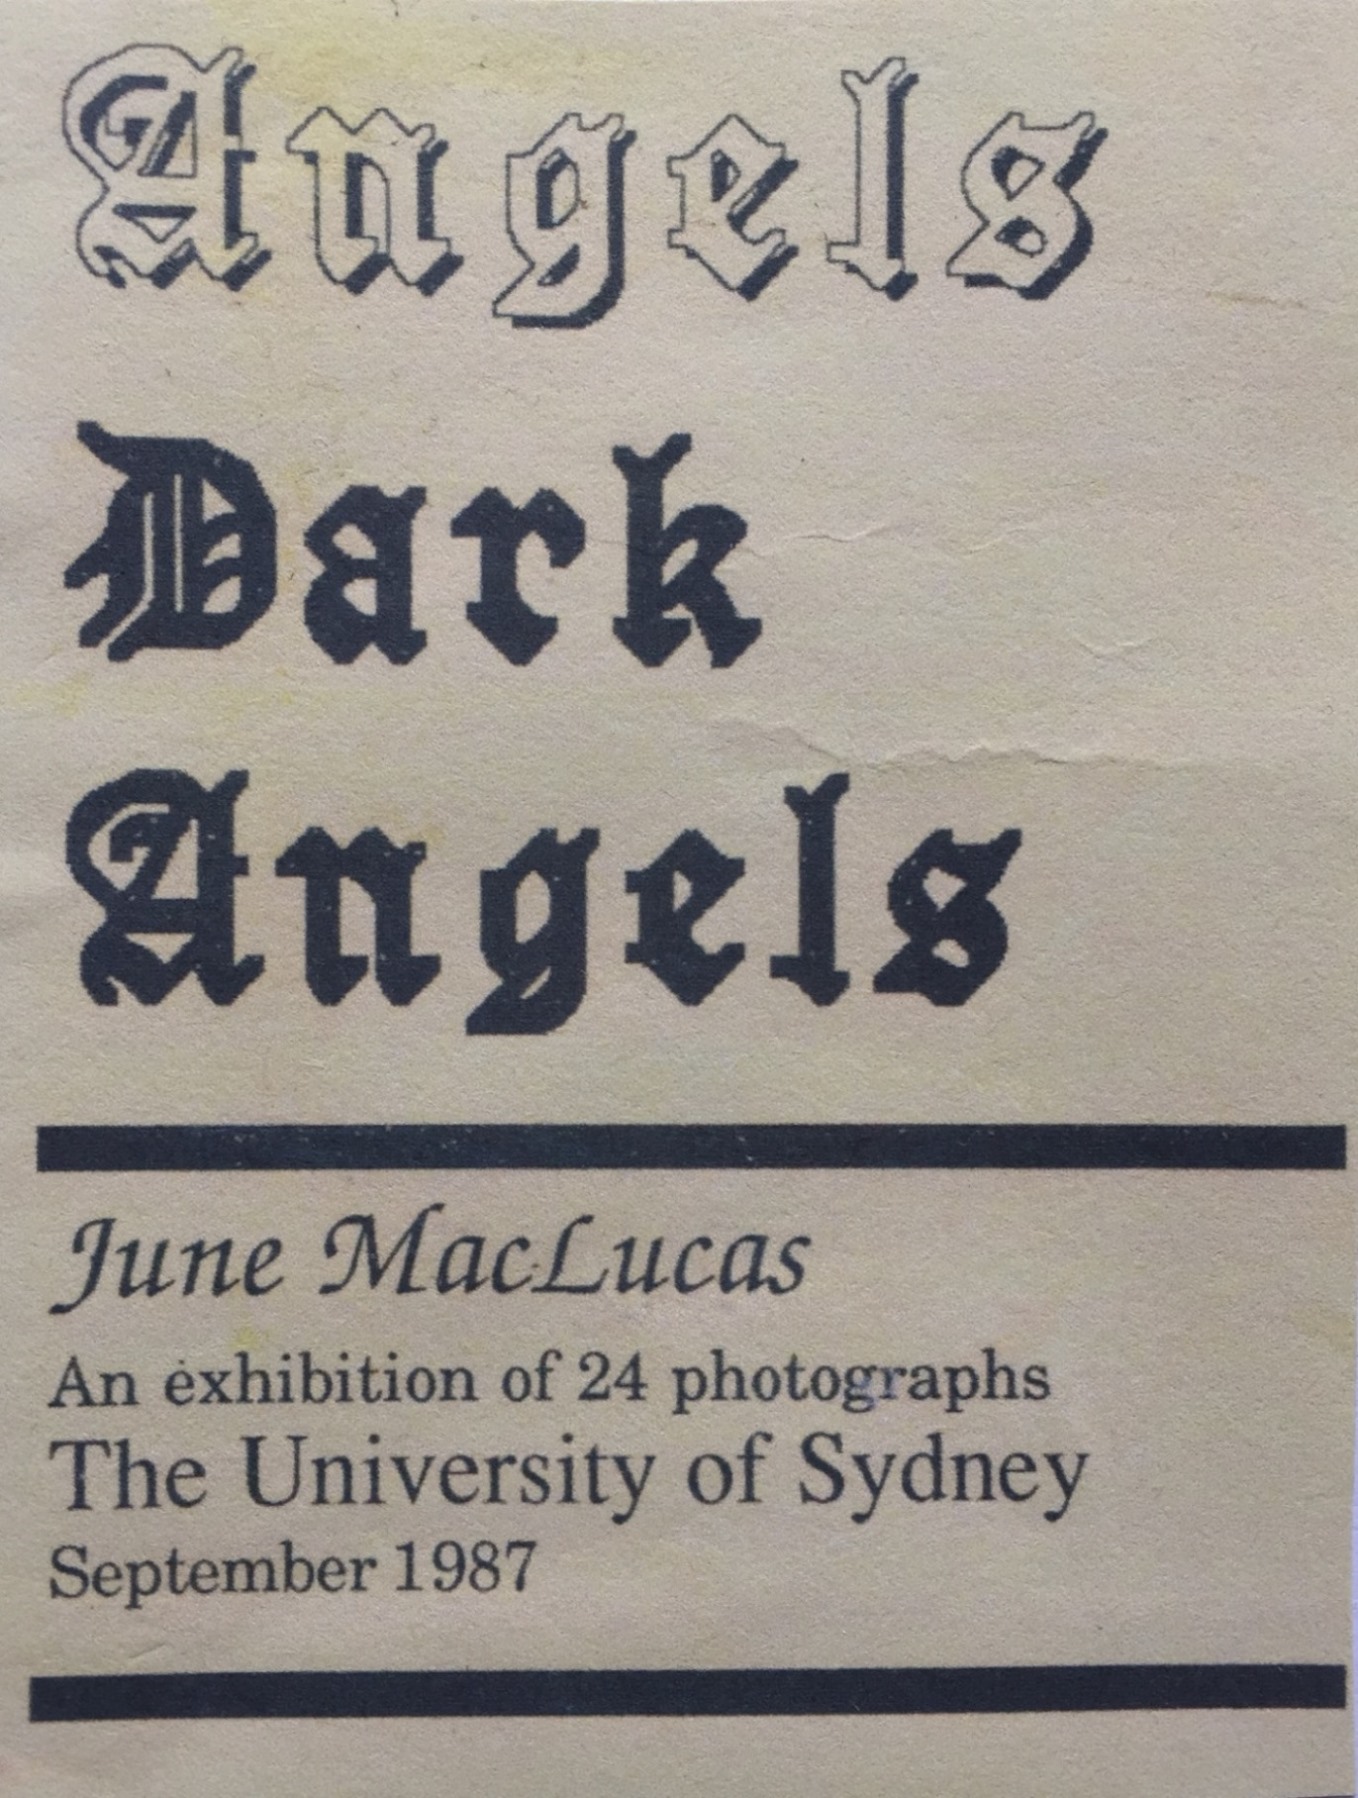 Angels
Dark
Angels
June MacLucas
An exhibition of 24 photographs
The University of Sydney
September 1987